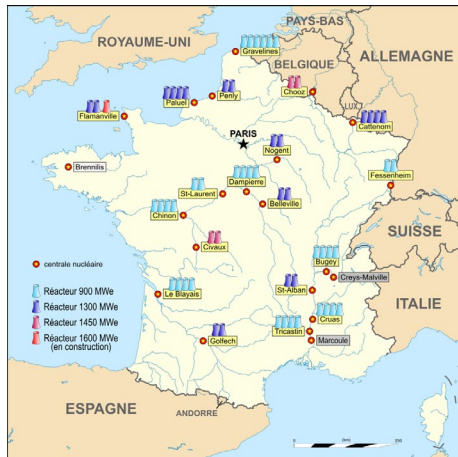 ROYAUME-UNI
PAYS-BAS
ALLEMAGNE
BELGIQUE
LUX.
Gravelines
Chooz
Penly
Paluel
Flamanville
Cattenom
PARIS
Nogent
Brennilis
Fessenheim
Dampierre
St-Laurent
Belleville
Chinon
SUISSE
Civaux
Bugey
Creys-Malville
centrale nucléaire
Réacteur 900 MWe
Réacteur 1300 MWe
Réacteur 1450 MWe
Réacteur 1600 MWe
(en construction)
Le Blayais
St-Alban
ITALIE
Cruas
Tricastin
Marcoule
Golfech
ESPAGNE
ANDORRE